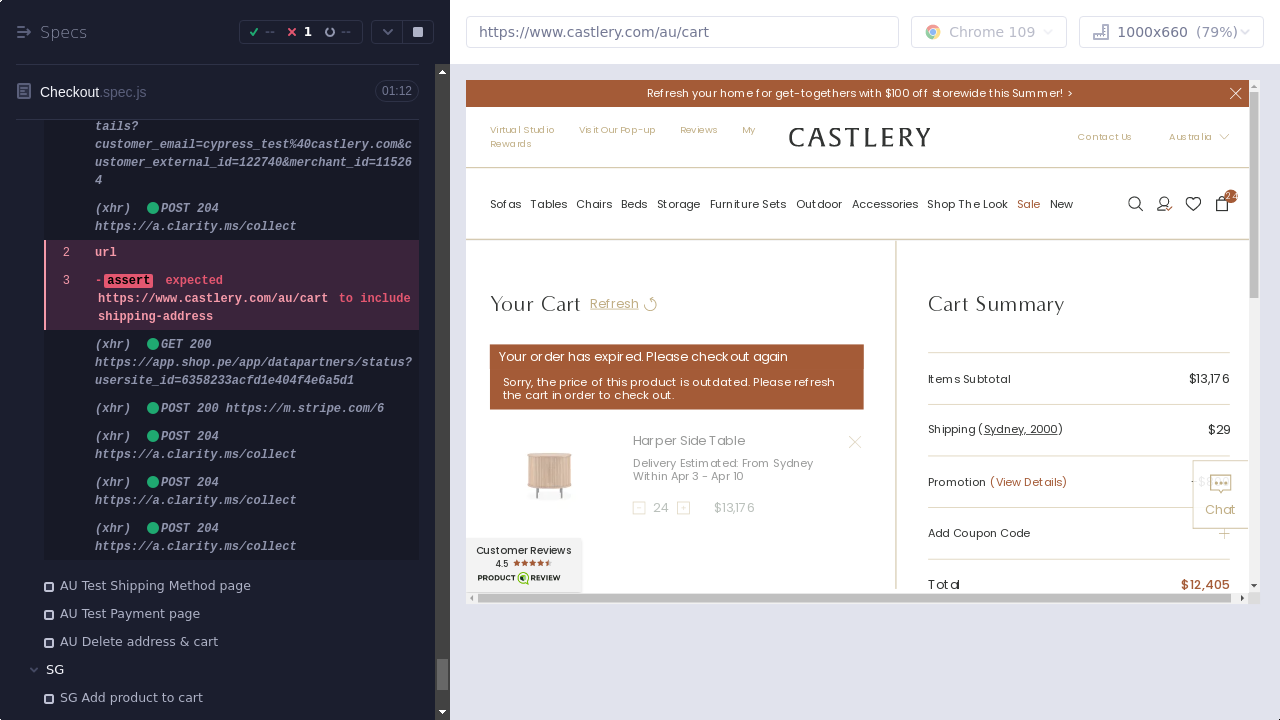 Specs
--
1
--
Checkout.spec.js
01:12
tails?
customer_email=cypress_test%40castlery.com&c
ustomer_external_id=122740&merchant_id=11526
4
(xhr) POST 204
https://a.clarity.ms/collect
2 url
3 -assert expected
https://www.castlery.com/au/cart to include
shipping-address
(xhr) GET 200
https://app.shop.pe/app/datapartners/status?
usersite_id=6358233acfd1e404f4e6a5d1
(xhr) POST 200 https://m.stripe.com/6
(xhr) POST 204
https://a.clarity.ms/collect
(xhr) POST 204
https://a.clarity.ms/collect
(xhr) POST 204
https://a.clarity.ms/collect
AU Test Shipping Method page
AU Test Payment page
AU Delete address & cart
SG
SG Add product to cart
https://www.castlery.com/au/cart
Chrome 109
1000x660 (79%)
Refresh your home for get-togethers with $100 off storewide this Summer! >
Virtual Studio Visit Our Pop-up Reviews My
Rewards
CASTLERY
Contact Us
Australia
Sofas Tables Chairs Beds Storage Furniture Sets Outdoor Accessories Shop The Look Sale New
24
Your Cart Refresh
Your order has expired. Please check out again
Sorry, the price of this product is outdated. Please refresh
the cart in order to check out.
Harper Side Table
Delivery Estimated: From Sydney
Within Apr 3 - Apr 10
- 24 + $13,176
Customer Reviews
4.5
PRODUCT REVIEW
Cart Summary
Items Subtotal $13,176
Shipping (Sydney, 2000) $29
Promotion (View Details)
Chat
Add Coupon Code
Total $12,405